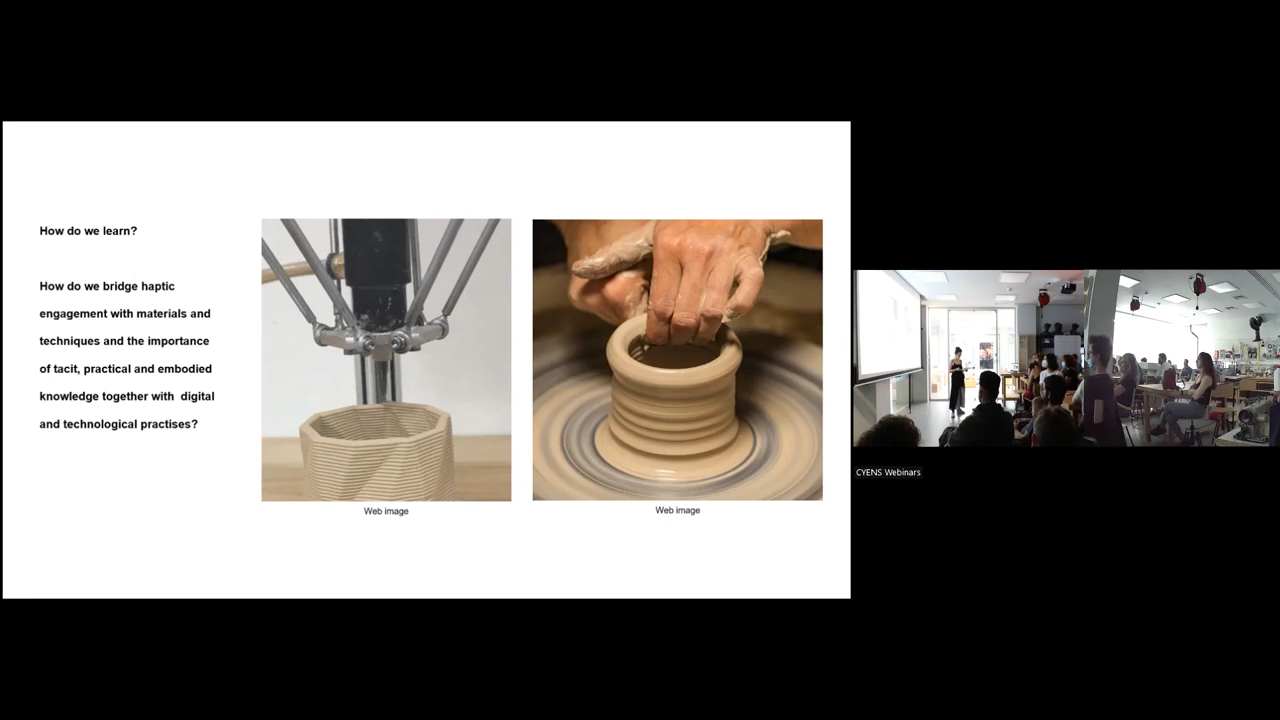 How do we learn?
How do we bridge haptic
engagement with materials and
techniques and the importance
of tacit, practical and embodied
knowledge together with  digital
and technological practises?
Web image
Web image
CYENS Webinars